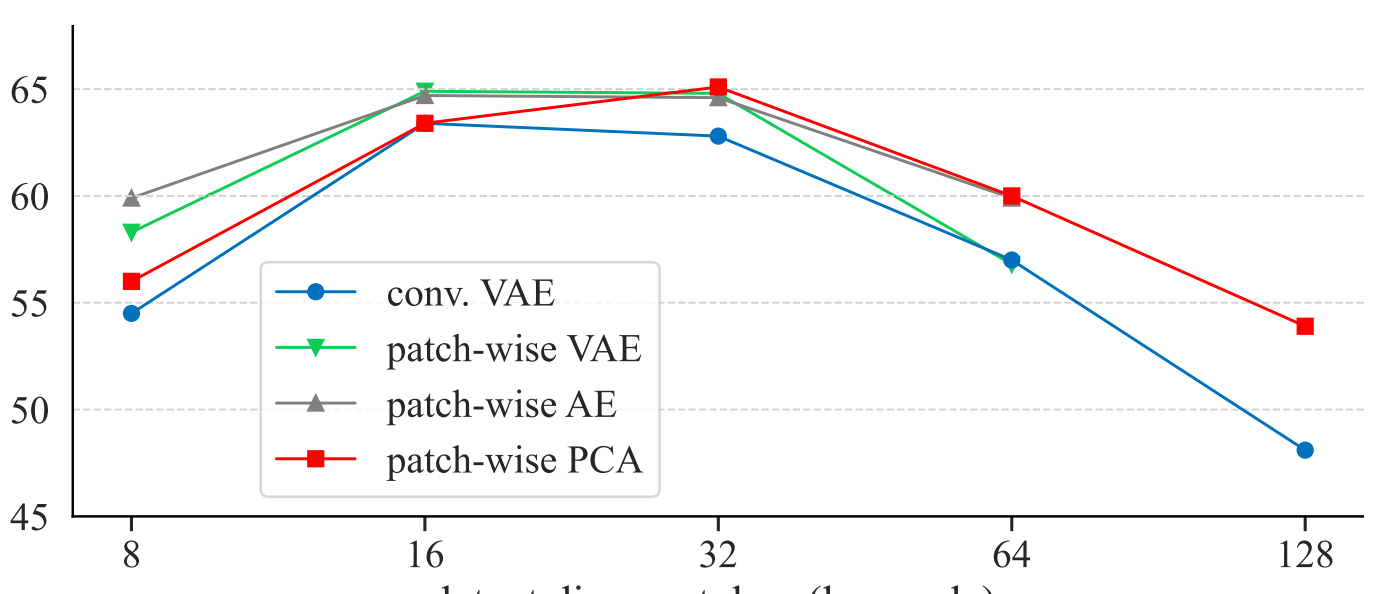 65
60
55
50
45
conv. VAE
patch-wise VAE
patch-wise AE
patch-wise PCA
8 16 32 64 128